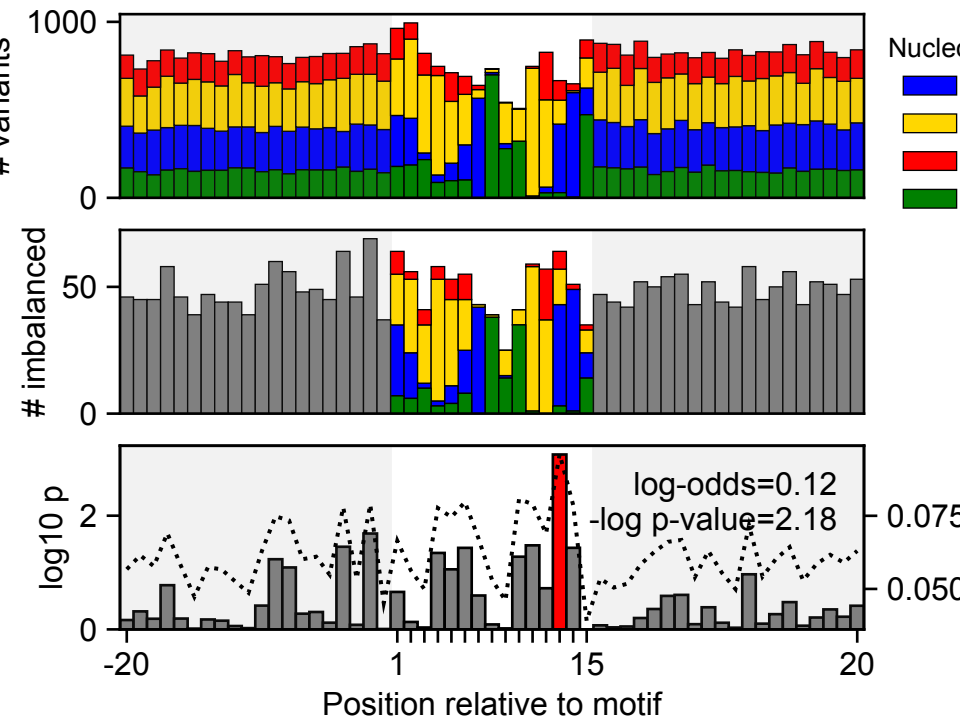 1000
# variants
0
Nucleo
50
# imbalanced
0
log-odds=0.12
-log p-value=2.18
2
log10 p
0
0.075
0.050
-20
1
15
20
Position relative to motif